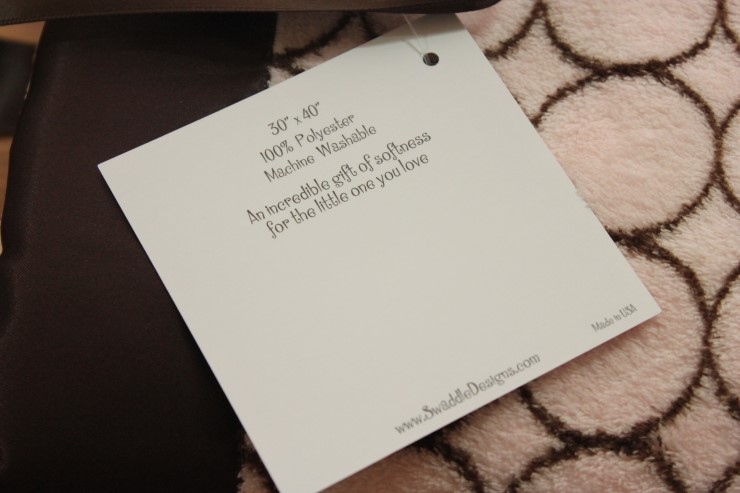 30" x 40"
100% Polyester
Machine Washable
An incredible gift of softness
for the little one you love
Made in USA
www.SwaddleDesigns.com